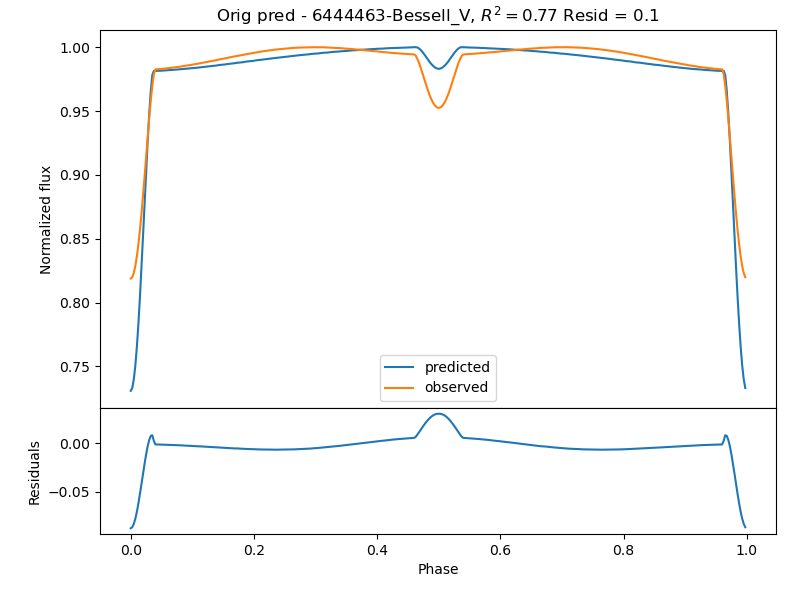 Orig pred - 6444463-Bessell_V, R² = 0.77 Resid = 0.1
1.00
0.95
0.90
0.85
0.80
0.75
Normalized flux
predicted
observed
0.00
−0.05
Residuals
0.0 0.2 0.4 0.6 0.8 1.0
Phase